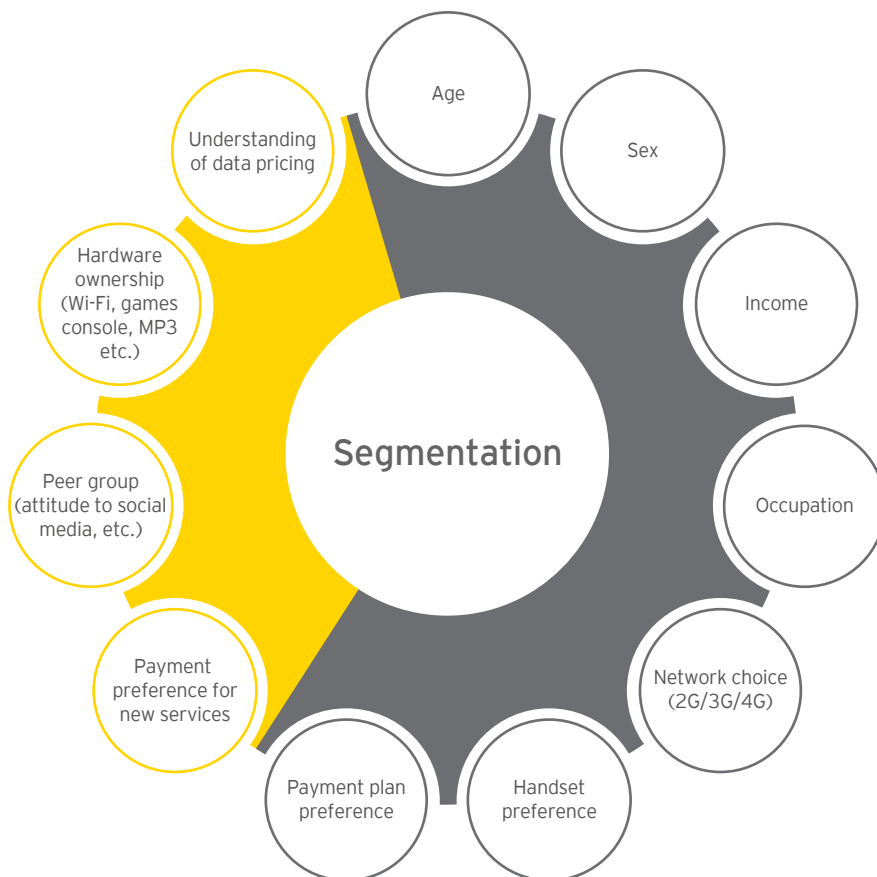 Age
Sex
Income
Occupation
Network choice
(2G/3G/4G)
Handset
preference
Payment plan
preference
Payment
preference for
new services
Peer group
(attitude to social
media, etc.)
Hardware
ownership
(Wi-Fi, games
console, MP3
etc.)
Understanding
of data pricing
Segmentation